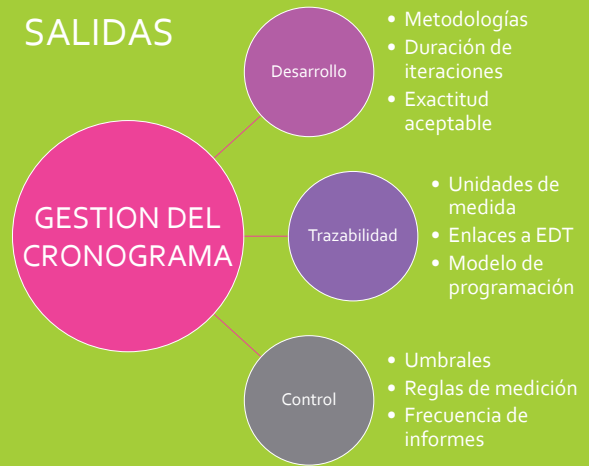 SALIDAS
GESTION DEL
CRONOGRAMA
Desarrollo
• Metodologías
• Duración de
iteraciones
• Exactitud
aceptable
Trazabilidad
• Unidades de
medida
• Enlaces a EDT
• Modelo de
programación
Control
• Umbrales
• Reglas de medición
• Frecuencia de
informes